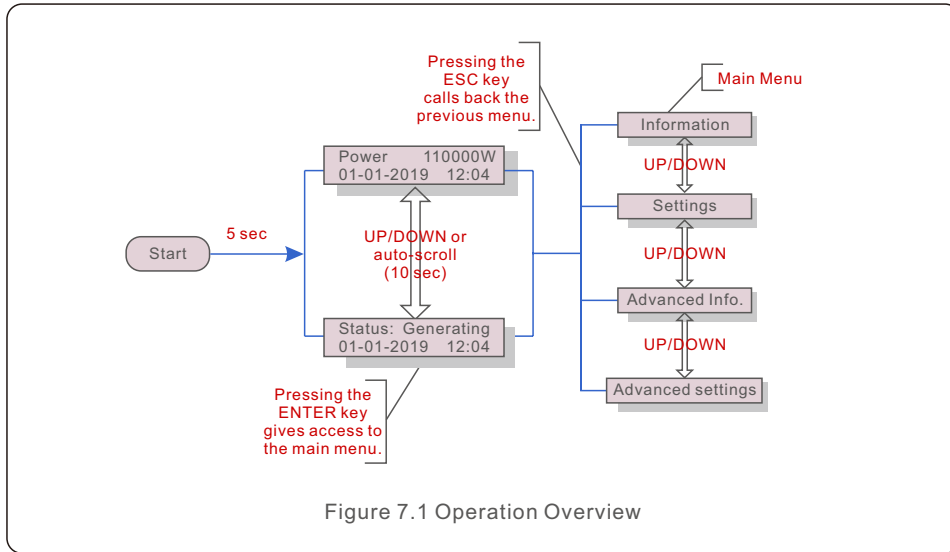 Pressing the
ESC key
calls back the
previous menu.
Main Menu
Information
UP/DOWN
Settings
UP/DOWN
Advanced Info.
UP/DOWN
Advanced settings
Power 110000W
01-01-2019 12:04
Start
5 sec
UP/DOWN or
auto-scroll
(10 sec)
Status: Generating
01-01-2019 12:04
Pressing the
ENTER key
gives access to
the main menu.
Figure 7.1 Operation Overview